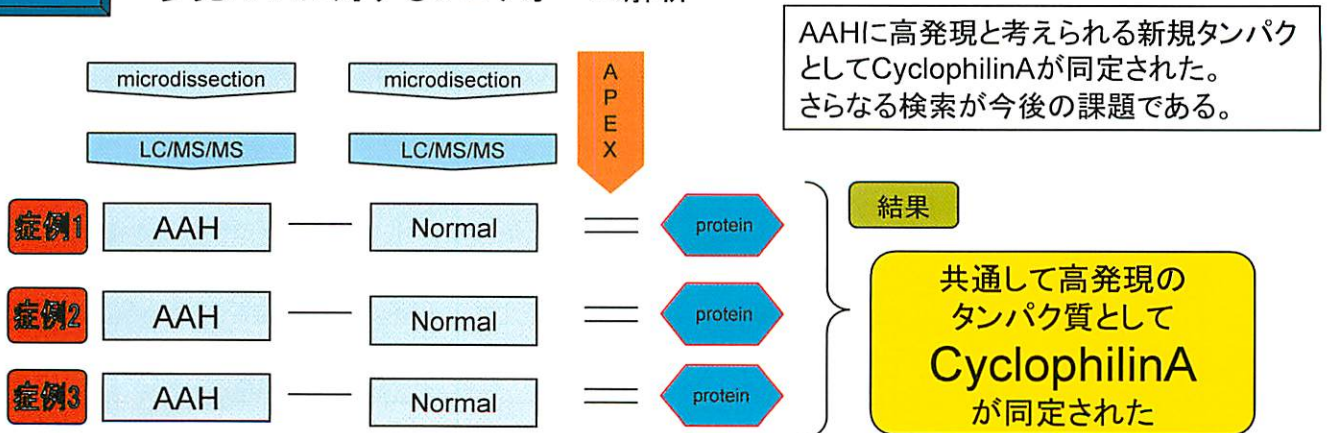 microdissection
microdisection
A
P
E
X
LC/MS/MS
LC/MS/MS
AAHに高発現と考えられる新規タンパク
としてCyclophilinAが同定された。
さらなる検索が今後の課題である。
症例1
AAH
Normal
protein
症例2
AAH
Normal
protein
症例3
AAH
Normal
protein
結果
共通して高発現の
タンパク質として
CyclophilinA
が同定された